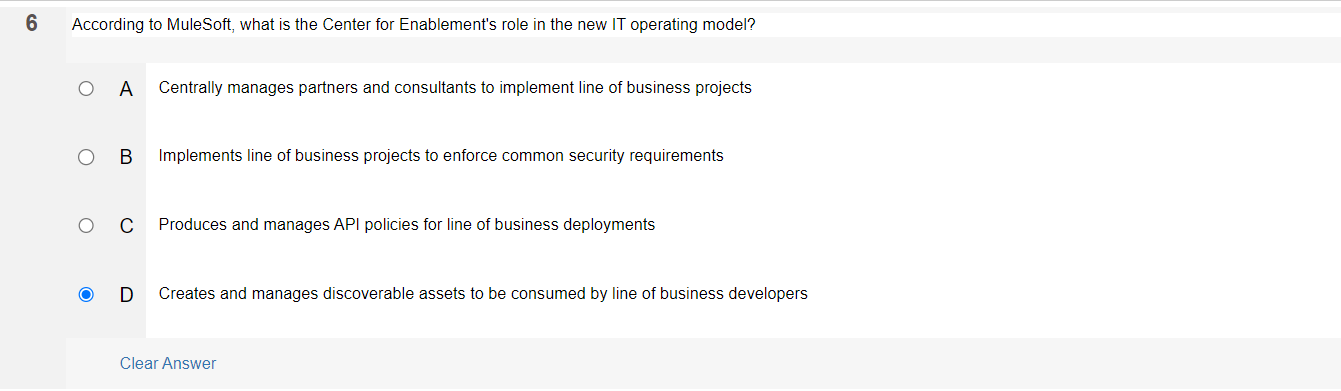 6 According to MuleSoft, what is the Center for Enablement's role in the new IT operating model?
A Centrally manages partners and consultants to implement line of business projects
B Implements line of business projects to enforce common security requirements
C Produces and manages API policies for line of business deployments
D Creates and manages discoverable assets to be consumed by line of business developers
Clear Answer